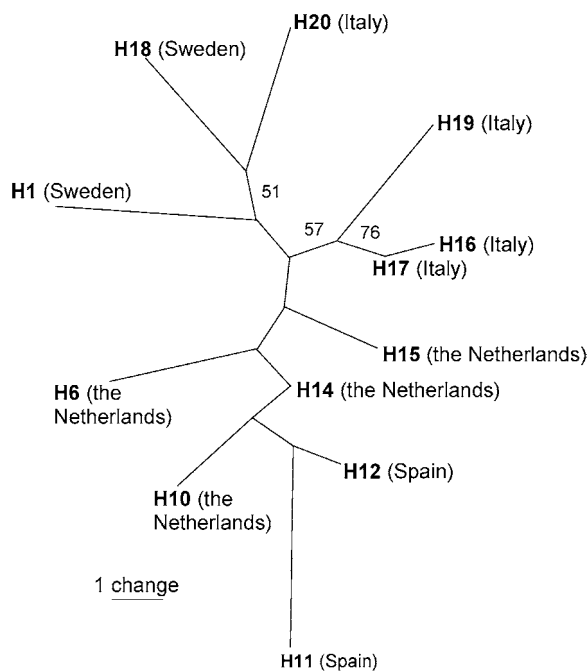 H20 (Italy)
H18 (Sweden)
H19 (Italy)
H1 (Sweden)
51
57
76
H16 (Italy)
H17 (Italy)
H15 (the Netherlands)
H6 (the
Netherlands)
H14 (the Netherlands)
H12 (Spain)
H10 (the
Netherlands)
1 change
H11 (Spain)